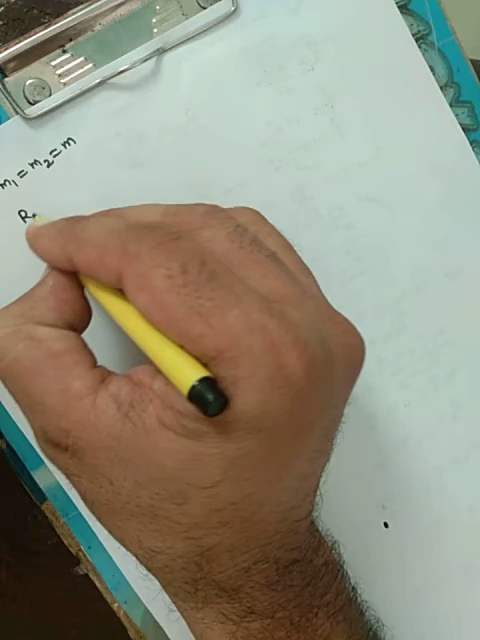 m₁ = m₂ = m
R